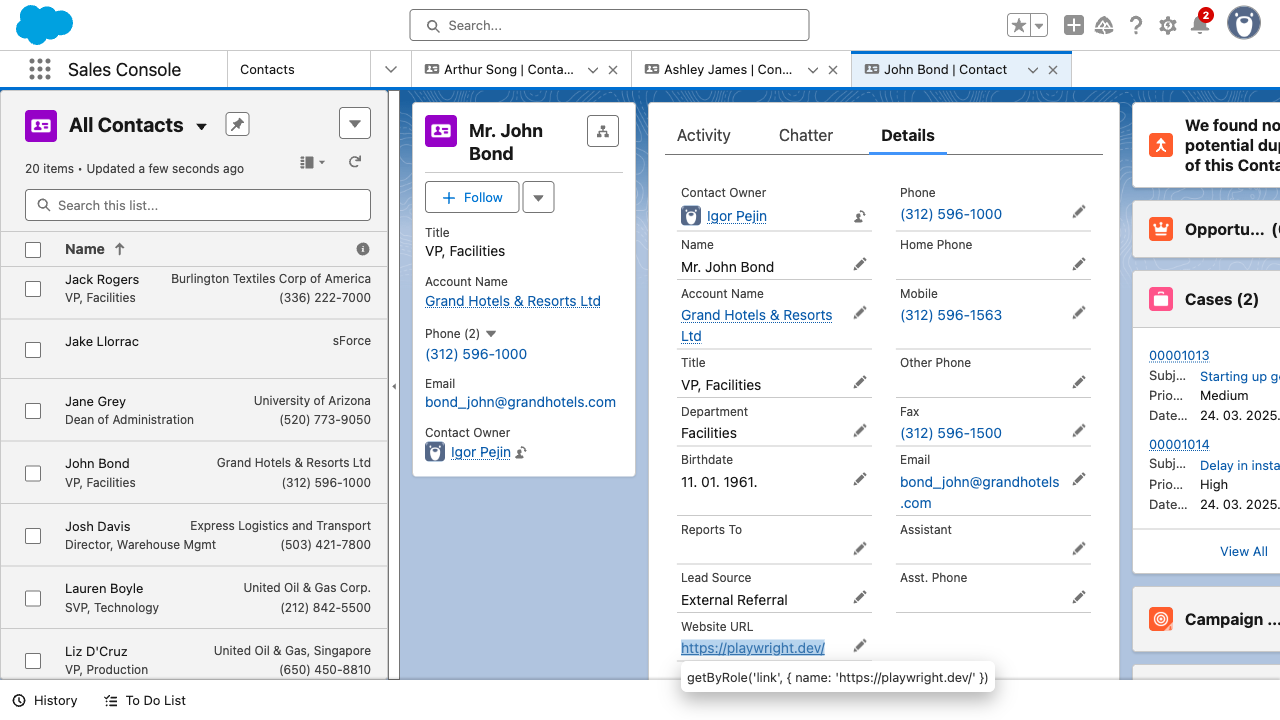 Search...
2
Sales Console
Contacts
Arthur Song | Conta...
Ashley James | Con...
John Bond | Contact
All Contacts
20 items • Updated a few seconds ago
Search this list...
Name
Jack Rogers
Burlington Textiles Corp of America
VP, Facilities
(336) 222-7000
Jake Llorrac
sForce
Jane Grey
University of Arizona
Dean of Administration
(520) 773-9050
John Bond
Grand Hotels & Resorts Ltd
VP, Facilities
(312) 596-1000
Josh Davis
Express Logistics and Transport
Director, Warehouse Mgmt
(503) 421-7800
Lauren Boyle
United Oil & Gas Corp.
SVP, Technology
(212) 842-5500
Liz D'Cruz
United Oil & Gas, Singapore
VP, Production
(650) 450-8810
Mr. John
Bond
Follow
Title
VP, Facilities
Account Name
Grand Hotels & Resorts Ltd
Phone (2)
(312) 596-1000
Email
bond_john@grandhotels.com
Contact Owner
Igor Pejin
Activity
Chatter
Details
Contact Owner
Igor Pejin
Phone
(312) 596-1000
Name
Mr. John Bond
Home Phone
Account Name
Grand Hotels & Resorts
Ltd
Mobile
(312) 596-1563
Title
VP, Facilities
Other Phone
Department
Facilities
Fax
(312) 596-1500
Birthdate
11. 01. 1961.
Email
bond_john@grandhotels
.com
Reports To
Assistant
Lead Source
External Referral
Asst. Phone
Website URL
https://playwright.dev/
getByRole('link', { name: 'https://playwright.dev/' })
We found no
potential dup
of this Conta
Opportu... (
Cases (2)
00001013
Subj... Starting up g
Prio... Medium
Date... 24. 03. 2025.
00001014
Subj... Delay in insta
Prio... High
Date... 24. 03. 2025.
View All
Campaign ...
History
To Do List